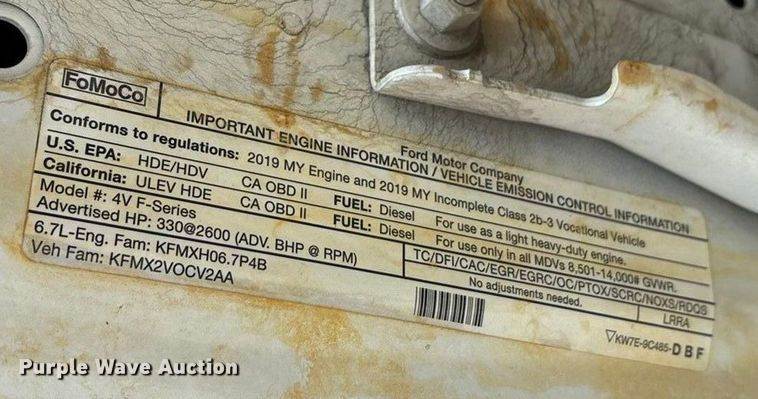 FoMoCo
Ford Motor Company
IMPORTANT ENGINE INFORMATION / VEHICLE EMISSION CONTROL INFORMATION
Conforms to regulations: 2019 MY Engine and 2019 MY Incomplete Class 2b-3 Vocational Vehicle
U.S. EPA: HDE/HDV CA OBD II FUEL: Diesel For use as a light heavy-duty engine.
California: ULEV HDE CA OBD II FUEL: Diesel For use only in all MDVs 8,501-14,000# GVWR.
Model #: 4V F-Series TC/DFI/CAC/EGR/EGRC/OC/PTOX/SCRC/NOXS/RDQS
Advertised HP: 330@2600 (ADV. BHP @ RPM) No adjustments needed.
6.7L-Eng. Fam: KFMXH06.7P4B LRRA
Veh Fam: KFMX2VOCV2AA
KW7E-9C485-DBF
Purple Wave Auction